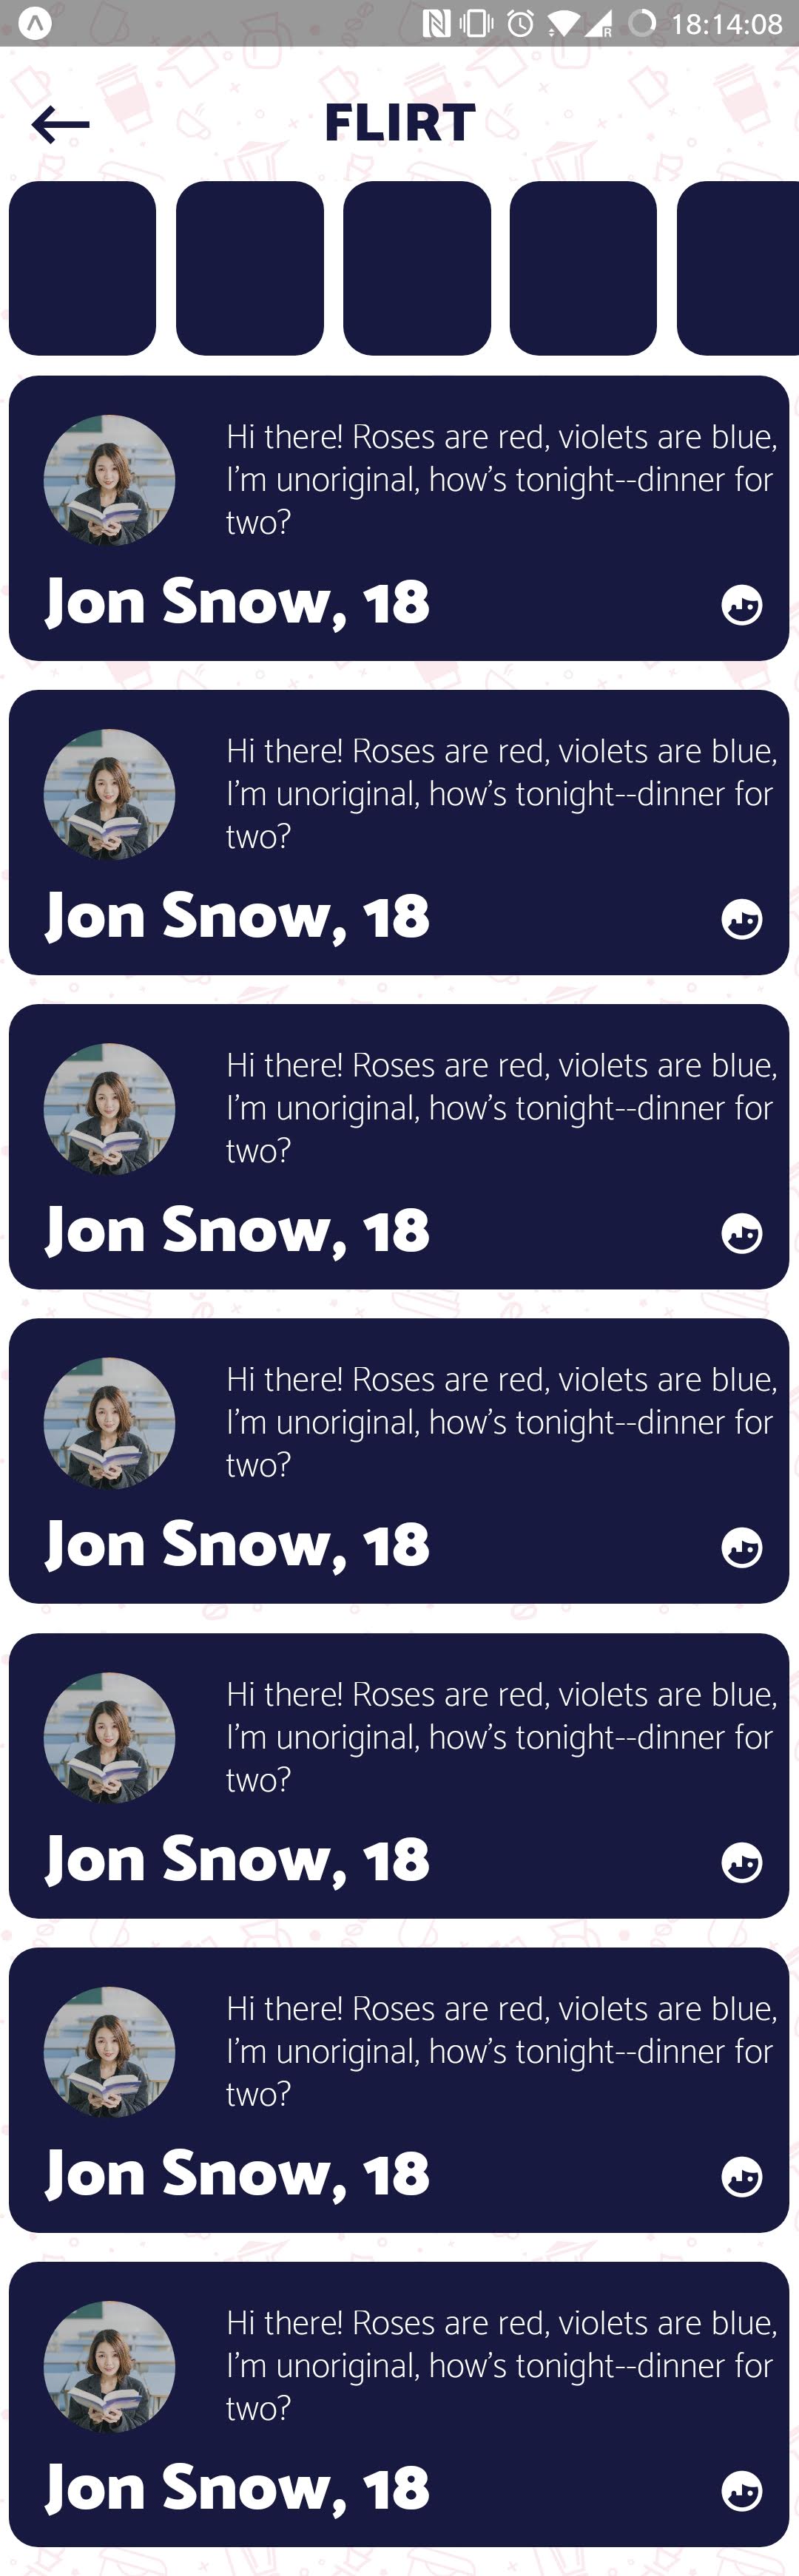 18:14:08
FLIRT
Hi there! Roses are red, violets are blue,
I'm unoriginal, how's tonight--dinner for
two?
Jon Snow, 18
Hi there! Roses are red, violets are blue,
I'm unoriginal, how's tonight--dinner for
two?
Jon Snow, 18
Hi there! Roses are red, violets are blue,
I'm unoriginal, how's tonight--dinner for
two?
Jon Snow, 18
Hi there! Roses are red, violets are blue,
I'm unoriginal, how's tonight--dinner for
two?
Jon Snow, 18
Hi there! Roses are red, violets are blue,
I'm unoriginal, how's tonight--dinner for
two?
Jon Snow, 18
Hi there! Roses are red, violets are blue,
I'm unoriginal, how's tonight--dinner for
two?
Jon Snow, 18
Hi there! Roses are red, violets are blue,
I'm unoriginal, how's tonight--dinner for
two?
Jon Snow, 18